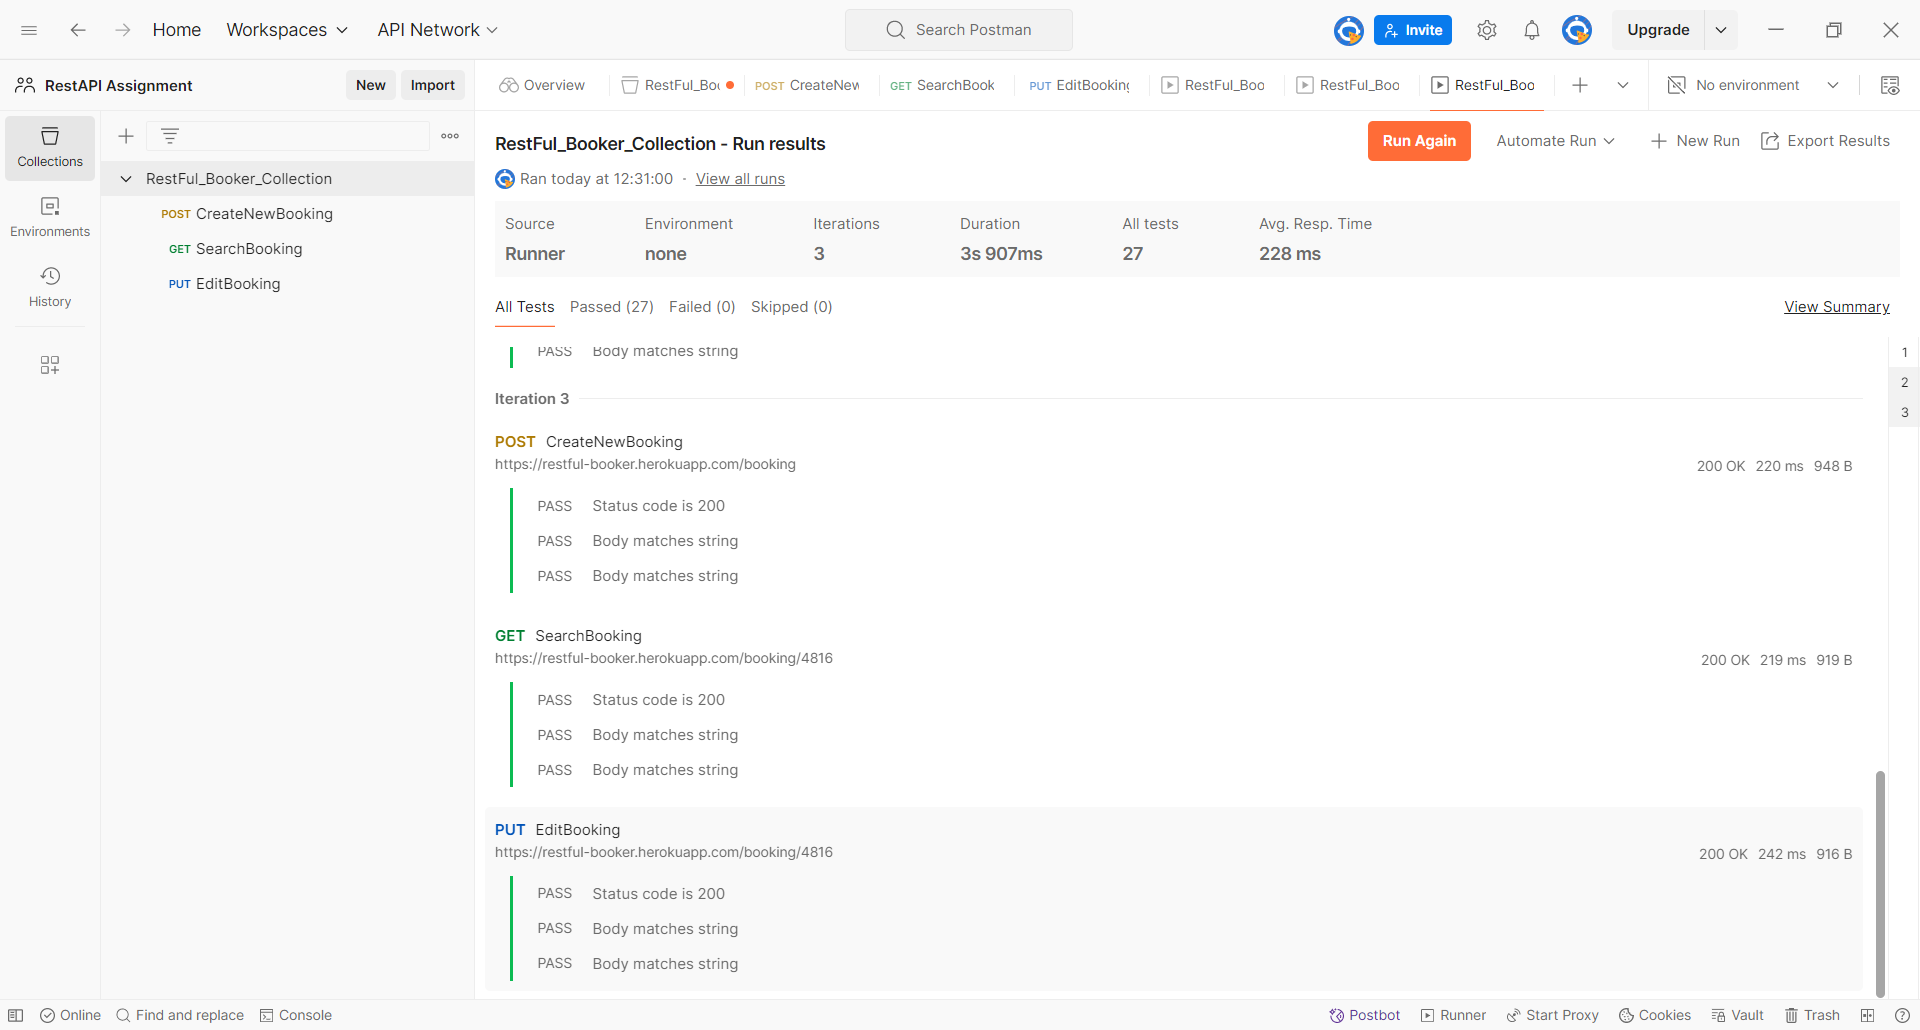 Home
Workspaces
API Network
Search Postman
Invite
Upgrade
RestAPI Assignment
New
Import
Overview
RestFul_Boo
POST CreateNew
GET SearchBook
PUT EditBooking
RestFul_Boo
RestFul_Boo
RestFul_Boo
No environment
Collections
Environments
History
RestFul_Booker_Collection
POST CreateNewBooking
GET SearchBooking
PUT EditBooking
RestFul_Booker_Collection - Run results
Run Again
Automate Run
New Run
Export Results
Ran today at 12:31:00 · View all runs
Source Environment Iterations Duration All tests Avg. Resp. Time
Runner none 3 3s 907ms 27 228 ms
All Tests Passed (27) Failed (0) Skipped (0) View Summary
PASS Body matches string
1
2
3
Iteration 3
POST CreateNewBooking
https://restful-booker.herokuapp.com/booking
200 OK 220 ms 948 B
PASS Status code is 200
PASS Body matches string
PASS Body matches string
GET SearchBooking
https://restful-booker.herokuapp.com/booking/4816
200 OK 219 ms 919 B
PASS Status code is 200
PASS Body matches string
PASS Body matches string
PUT EditBooking
https://restful-booker.herokuapp.com/booking/4816
200 OK 242 ms 916 B
PASS Status code is 200
PASS Body matches string
PASS Body matches string
Online
Find and replace
Console
Postbot
Runner
Start Proxy
Cookies
Vault
Trash